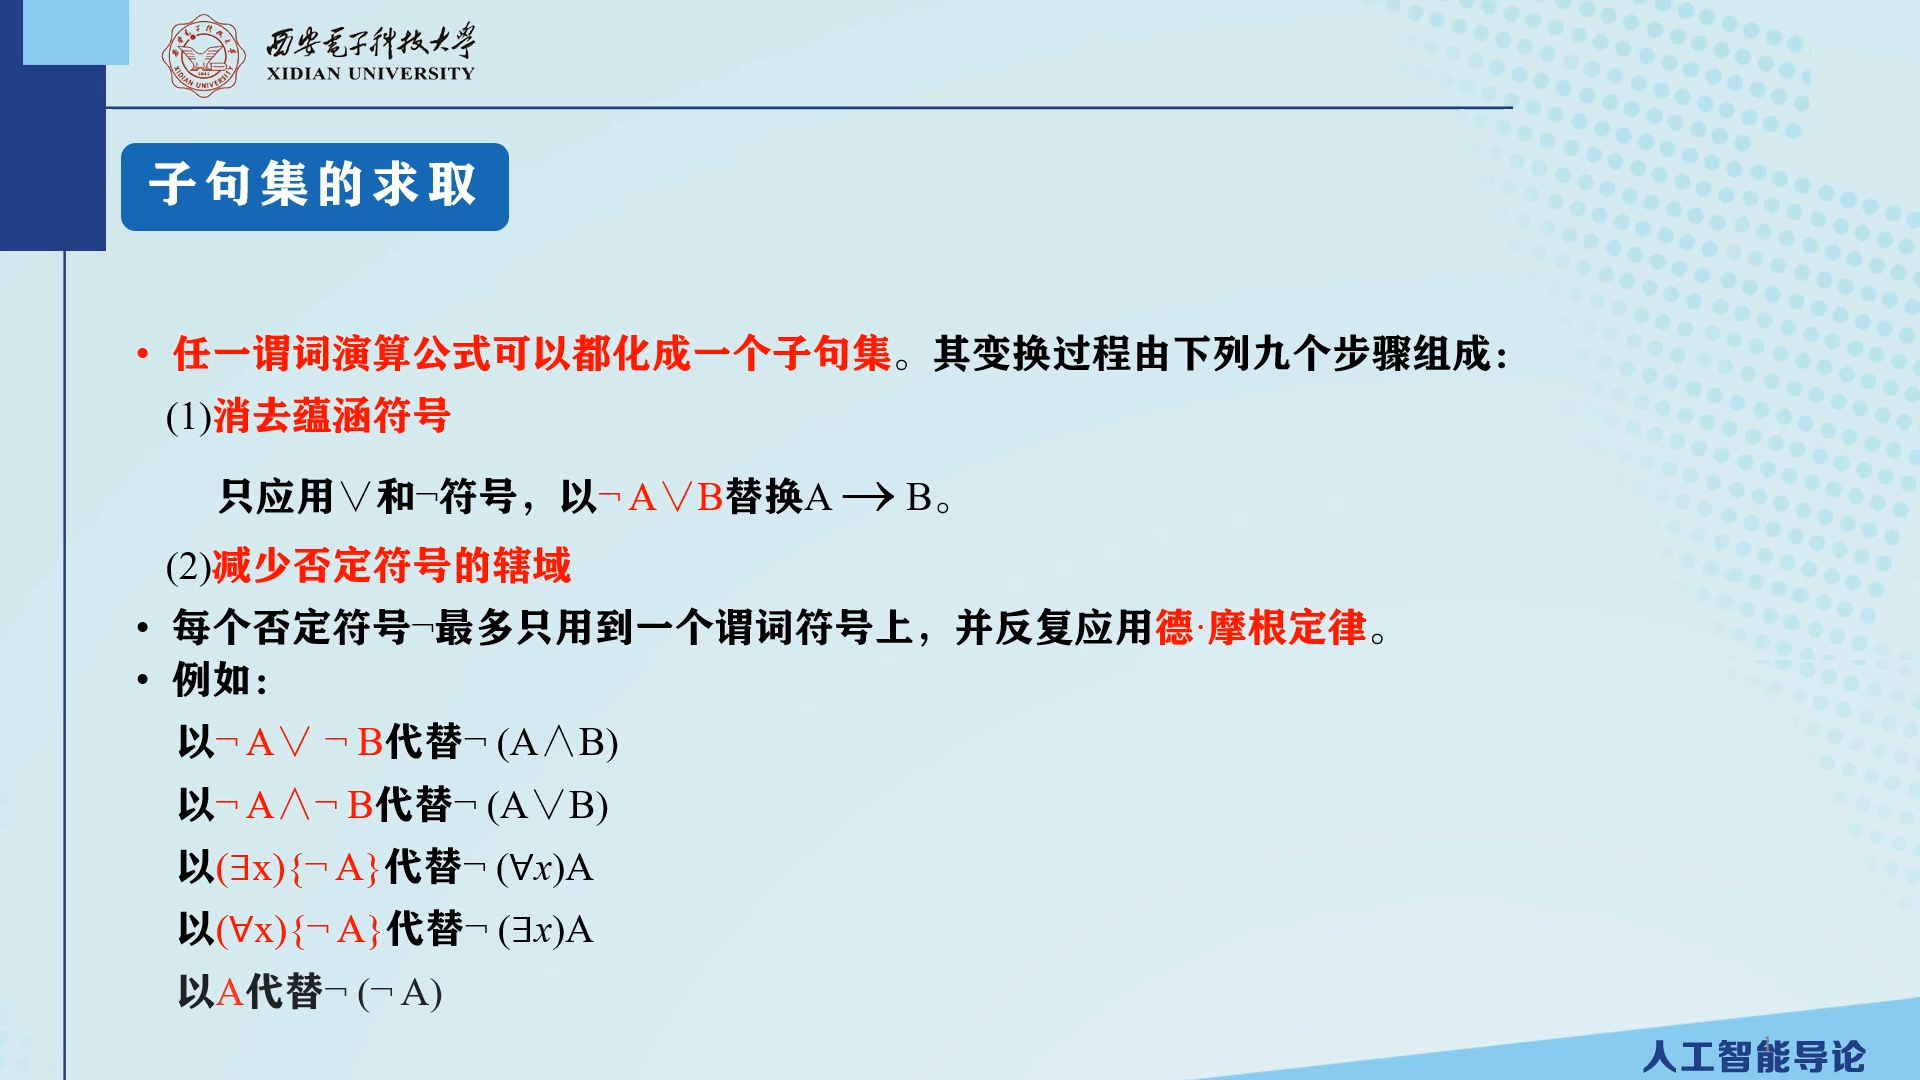 西安电子科技大学
XIDIAN UNIVERSITY
子句集的求取
• 任一谓词演算公式可以都化成一个子句集。其变换过程由下列九个步骤组成：
(1)消去蕴涵符号
只应用∨和¬符号，以¬ A∨B替换A → B。
(2)减少否定符号的辖域
• 每个否定符号¬最多只用到一个谓词符号上，并反复应用德·摩根定律。
• 例如：
以¬ A∨ ¬ B代替¬ (A∧B)
以¬ A∧¬ B代替¬ (A∨B)
以(∃x){¬ A}代替¬ (∀x)A
以(∀x){¬ A}代替¬ (∃x)A
以A代替¬ (¬ A)
人工智能导论